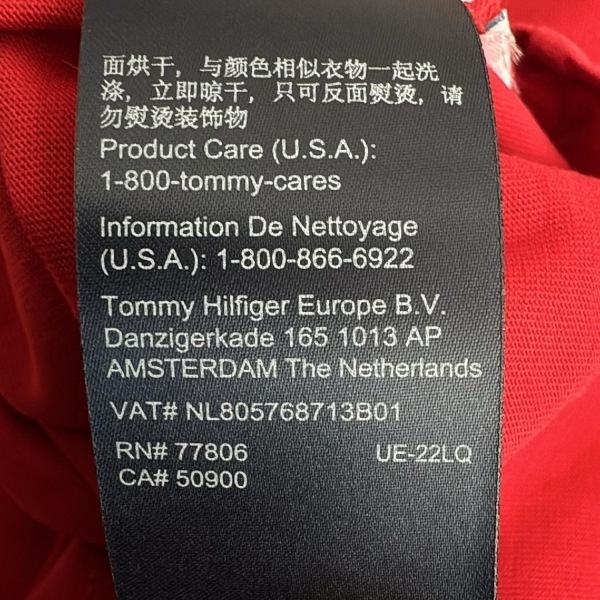 面烘干, 与颜色相似衣物一起洗
涤, 立即晾干, 只可反面熨烫, 请
勿熨烫装饰物
Product Care (U.S.A.):
1-800-tommy-cares
Information De Nettoyage
(U.S.A.): 1-800-866-6922
Tommy Hilfiger Europe B.V.
Danzigerkade 165 1013 AP
AMSTERDAM The Netherlands
VAT# NL805768713B01
RN# 77806 UE-22LQ
CA# 50900